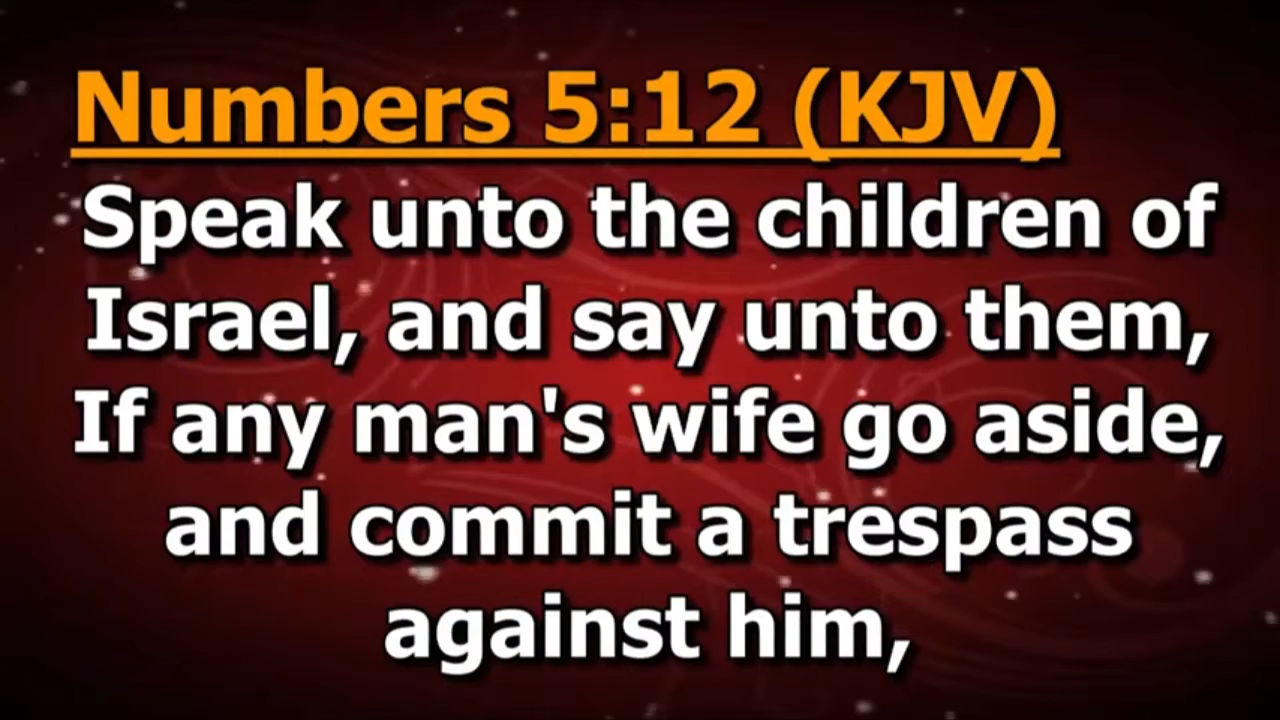 Numbers 5:12 (KJV)
Speak unto the children of
Israel, and say unto them,
If any man's wife go aside,
and commit a trespass
against him,